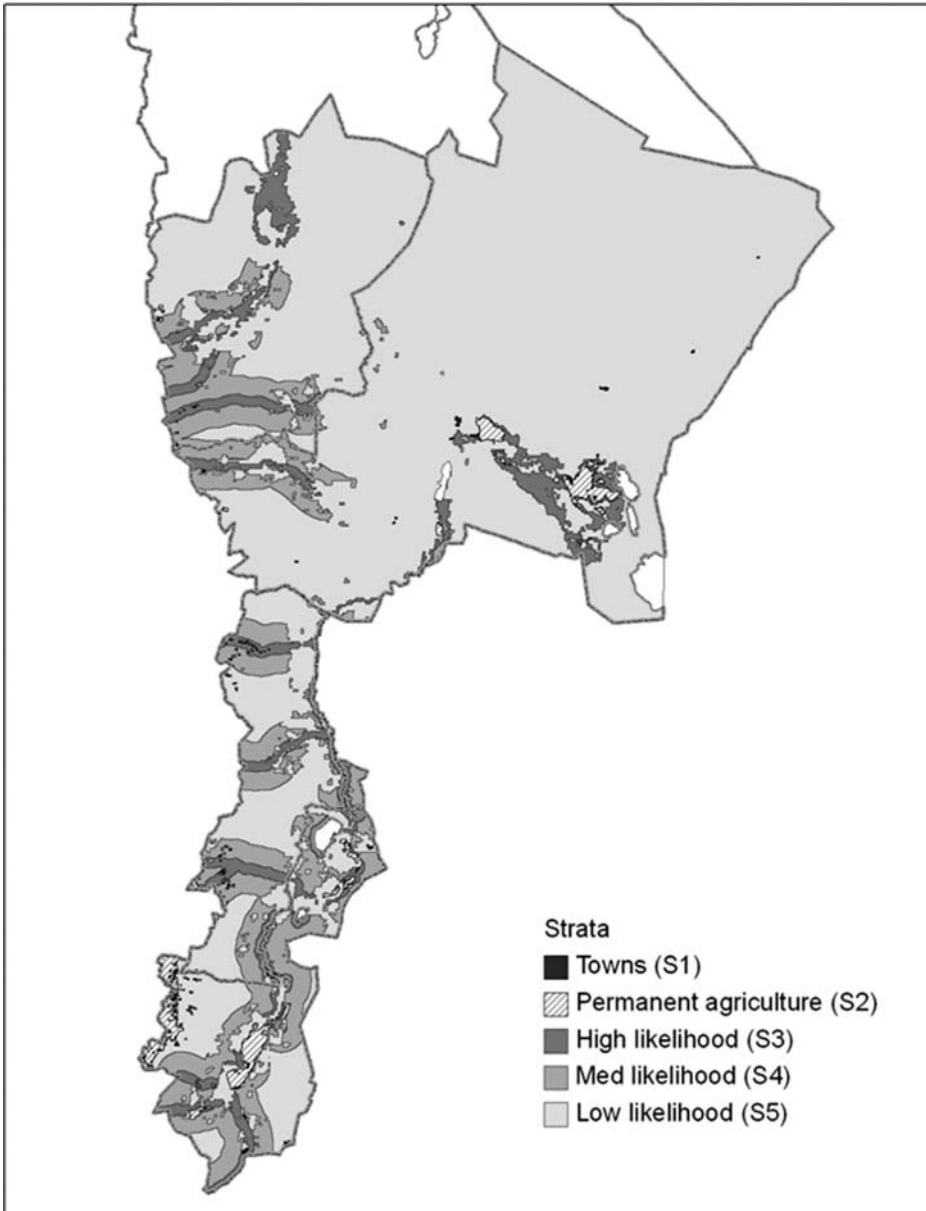 Strata
Towns (S1)
Permanent agriculture (S2)
High likelihood (S3)
Med likelihood (S4)
Low likelihood (S5)